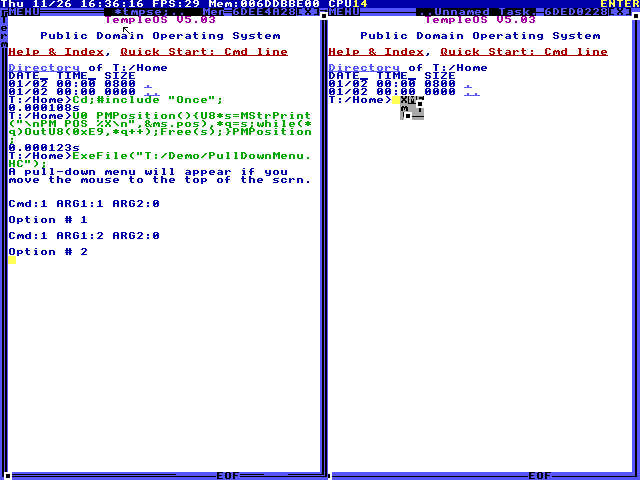 Thu 11/26 16:36:16 FPS:29 Mem:006DDBBE00 CPU14 ENTER
MENU
TempleOS V5.03
Public Domain Operating System
Help & Index, Quick Start: Cmd line
Directory of T:/Home
DATE_ TIME_ SIZE
01/02 00:00 0800 .
01/02 00:00 0000 ..
T:/Home>Cd;#include "Once";
0.000108s
T:/Home>U0 PMPosition(){U8*s=MStrPrint
("\nPM POS %X\n",&ms.pos),*q=s;while(*
q)OutU8(0xE9,*q++);Free(s);}PMPosition
;
0.000123s
T:/Home>ExeFile("T:/Demo/PullDownMenu.
HC");
A pull-down menu will appear if you
move the mouse to the top of the scrn.
Cmd:1 ARG1:1 ARG2:0
Option # 1
Cmd:1 ARG1:2 ARG2:0
Option # 2
EOF
MENU ..Unnamed Task. 6DED0228[X]
TempleOS V5.03
Public Domain Operating System
Help & Index, Quick Start: Cmd line
Directory of T:/Home
DATE_ TIME_ SIZE
01/02 00:00 0800 .
01/02 00:00 0000 ..
T:/Home>
EOF